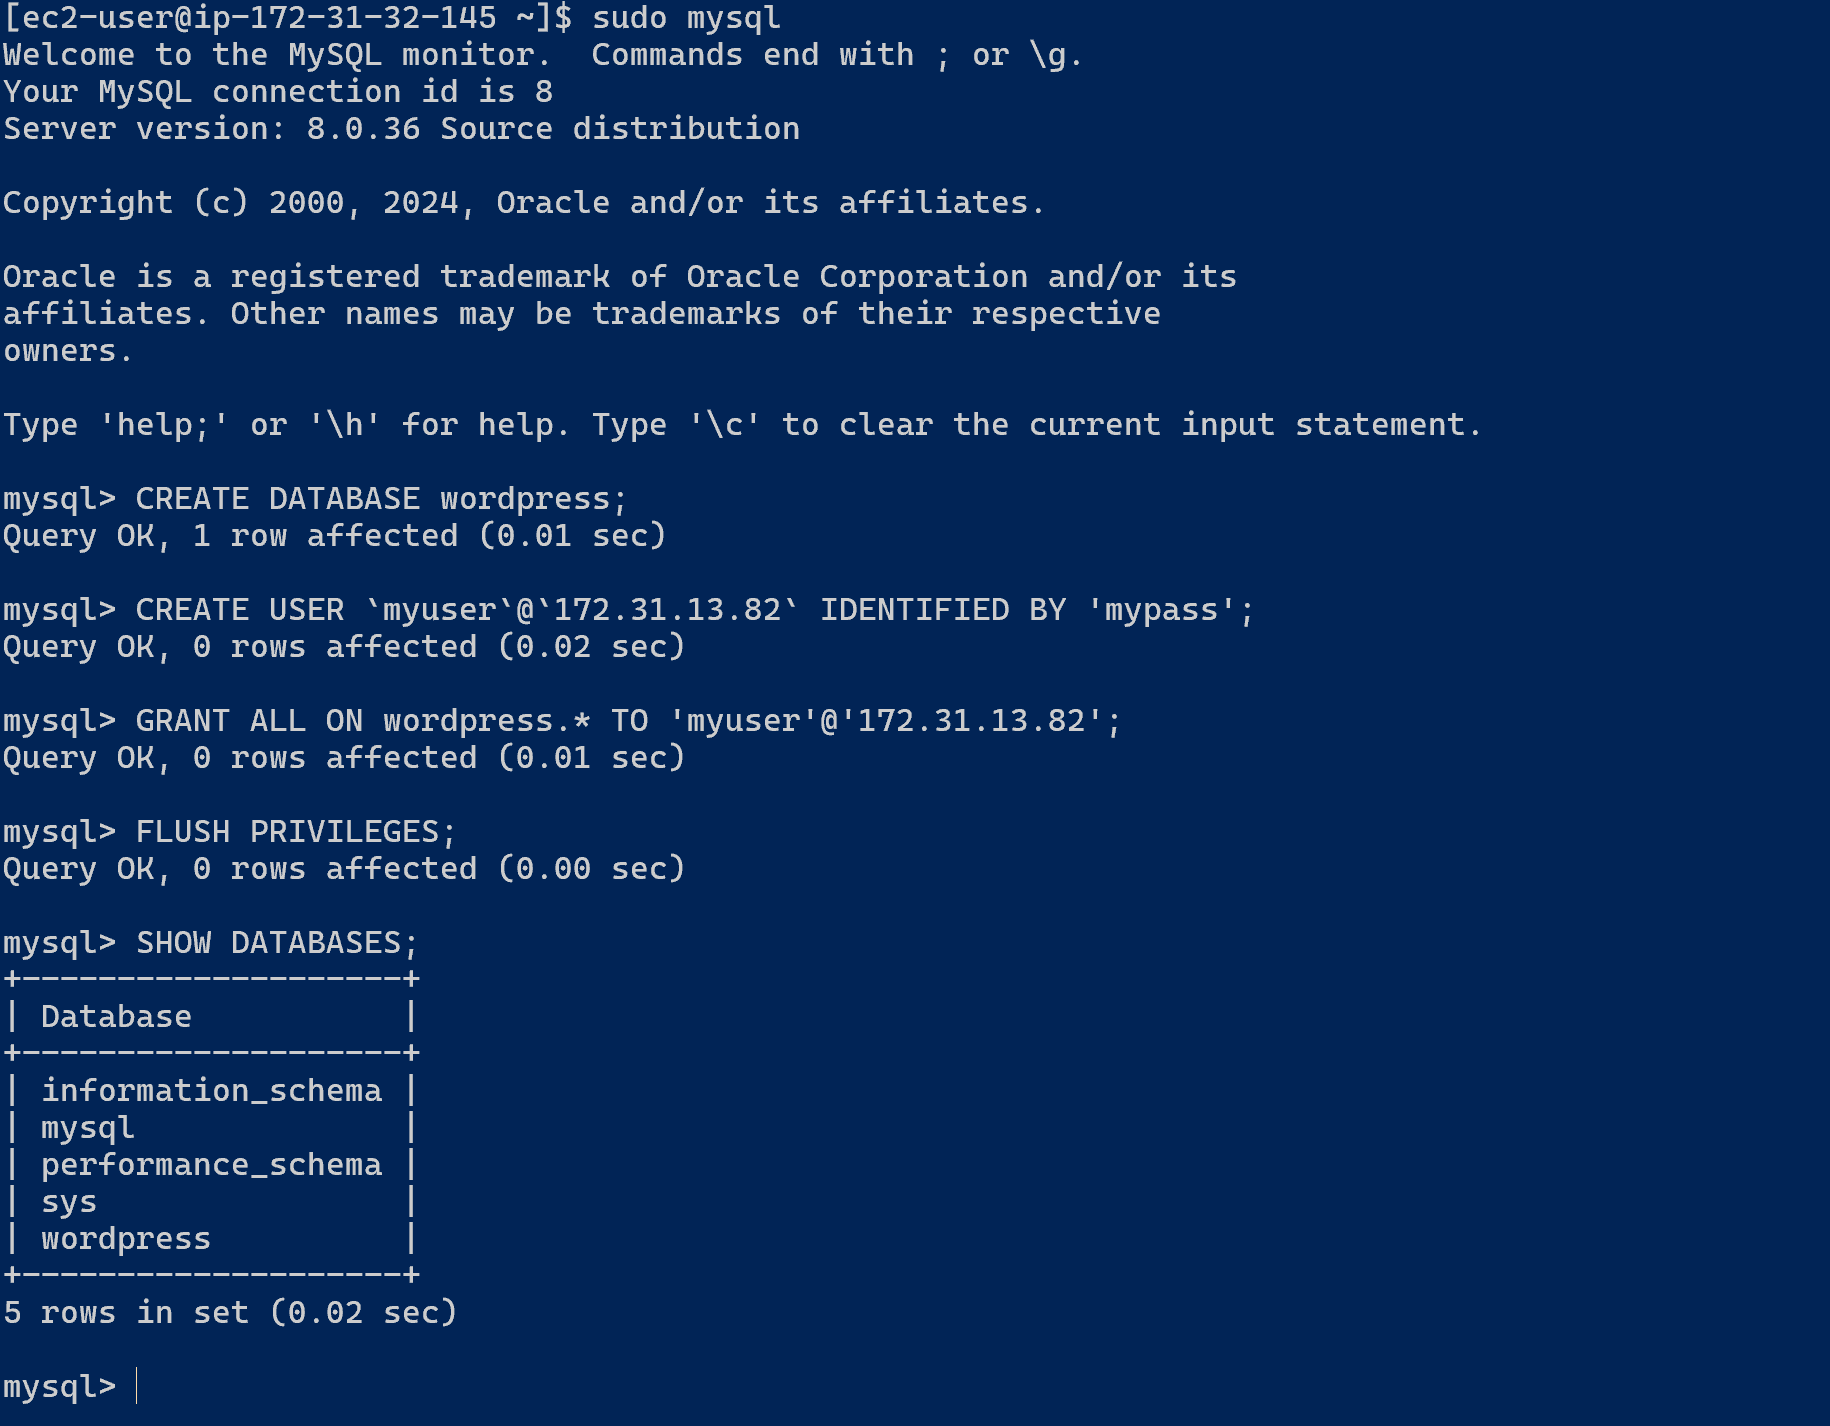 [ec2-user@ip-172-31-32-145 ~]$ sudo mysql
Welcome to the MySQL monitor.  Commands end with ; or \g.
Your MySQL connection id is 8
Server version: 8.0.36 Source distribution

Copyright (c) 2000, 2024, Oracle and/or its affiliates.

Oracle is a registered trademark of Oracle Corporation and/or its
affiliates. Other names may be trademarks of their respective
owners.

Type 'help;' or '\h' for help. Type '\c' to clear the current input statement.

mysql> CREATE DATABASE wordpress;
Query OK, 1 row affected (0.01 sec)

mysql> CREATE USER `myuser`@`172.31.13.82` IDENTIFIED BY 'mypass';
Query OK, 0 rows affected (0.02 sec)

mysql> GRANT ALL ON wordpress.* TO 'myuser'@'172.31.13.82';
Query OK, 0 rows affected (0.01 sec)

mysql> FLUSH PRIVILEGES;
Query OK, 0 rows affected (0.00 sec)

mysql> SHOW DATABASES;
+--------------------+
| Database           |
+--------------------+
| information_schema |
| mysql              |
| performance_schema |
| sys                |
| wordpress          |
+--------------------+
5 rows in set (0.02 sec)

mysql>